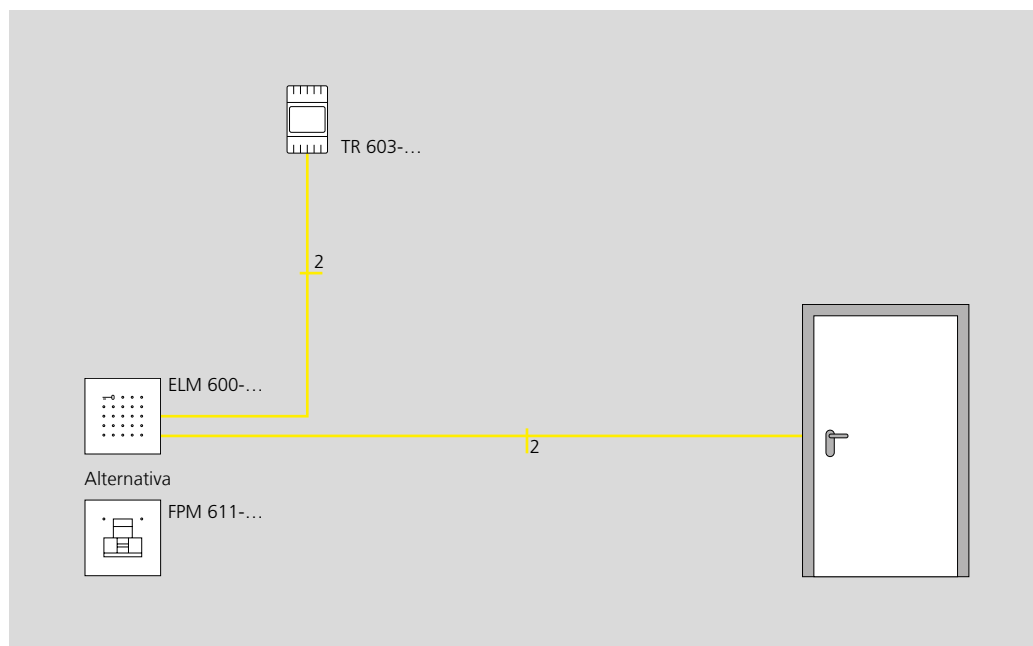 TR 603-…
2
ELM 600-…
2
Alternativa
FPM 611-…